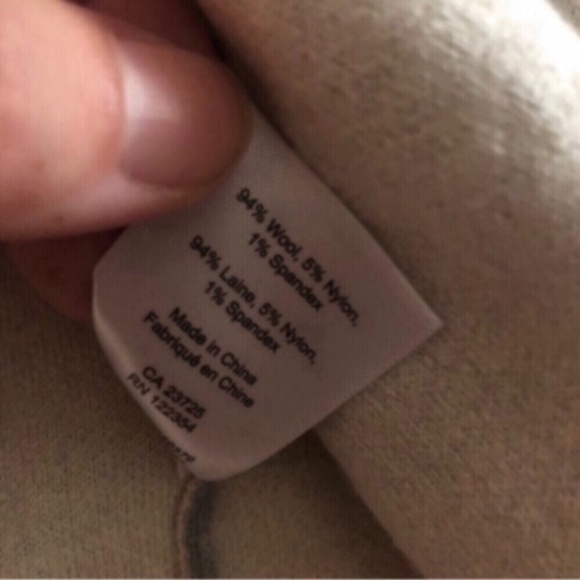 94% Wool, 5% Nylon,
1% Spandex
94% Laine, 5% Nylon,
1% Spandex
Made in China
Fabriqué en Chine
CA 23725
RN 122354